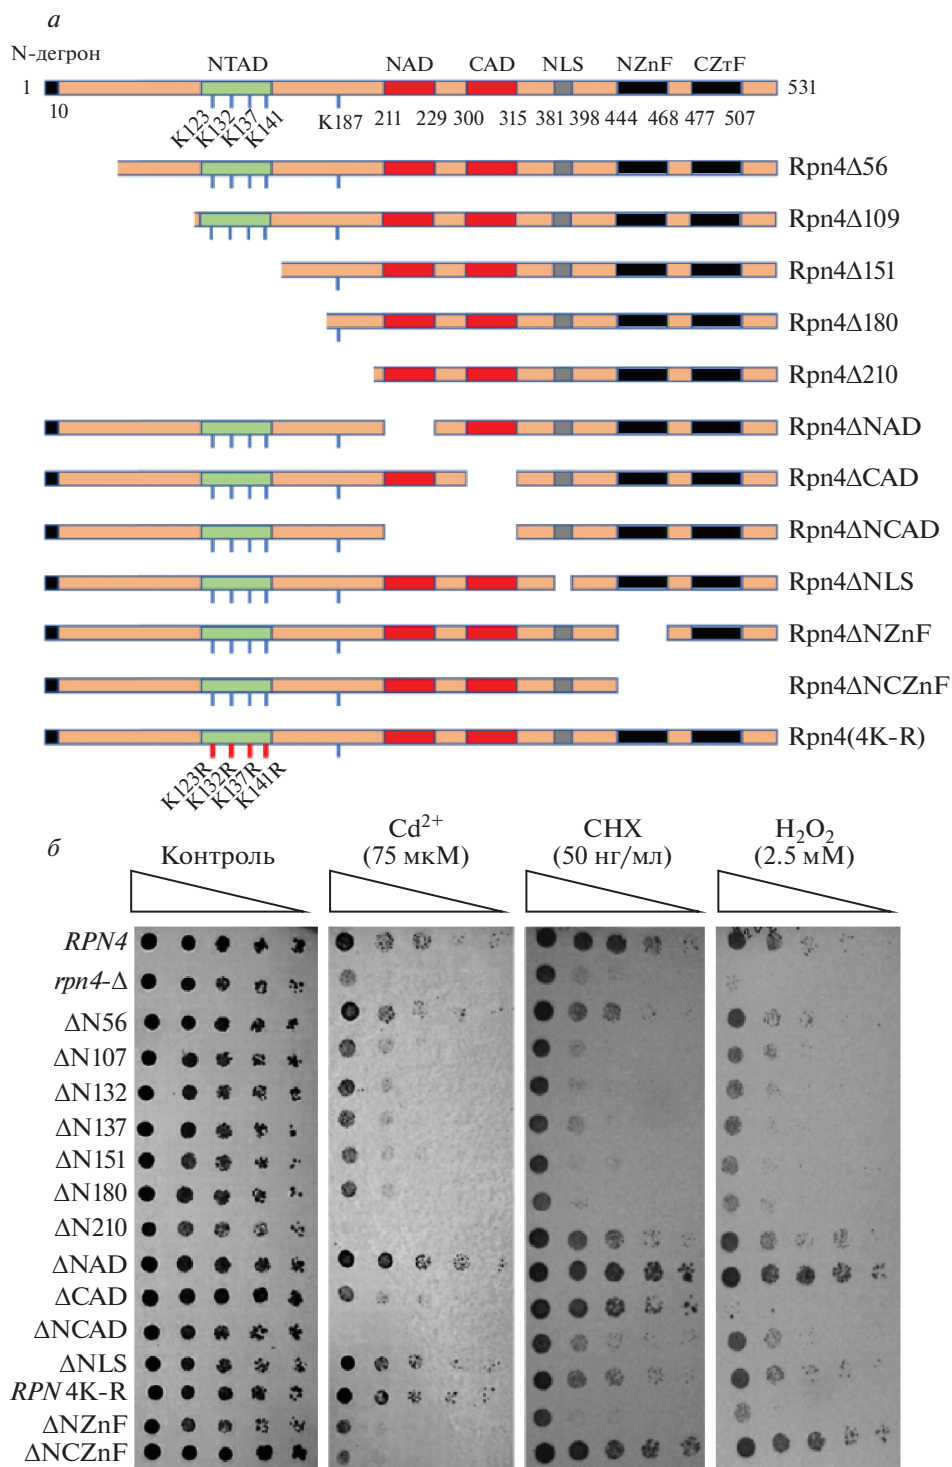 а
N-дегрон
NTAD NAD CAD NLS NZnF CZтF
1 531
10 K123 K132 K137 K141 K187 211 229 300 315 381 398 444 468 477 507
Rpn4Δ56
Rpn4Δ109
Rpn4Δ151
Rpn4Δ180
Rpn4Δ210
Rpn4ΔNAD
Rpn4ΔCAD
Rpn4ΔNCAD
Rpn4ΔNLS
Rpn4ΔNZnF
Rpn4ΔNCZnF
Rpn4(4K-R)
K123R K132R K137R K141R
б
Контроль Cd²⁺ (75 мкМ) CHX (50 нг/мл) H₂O₂ (2.5 мМ)
RPN4
rpn4-Δ
ΔN56
ΔN107
ΔN132
ΔN137
ΔN151
ΔN180
ΔN210
ΔNAD
ΔCAD
ΔNCAD
ΔNLS
RPN 4K-R
ΔNZnF
ΔNCZnF